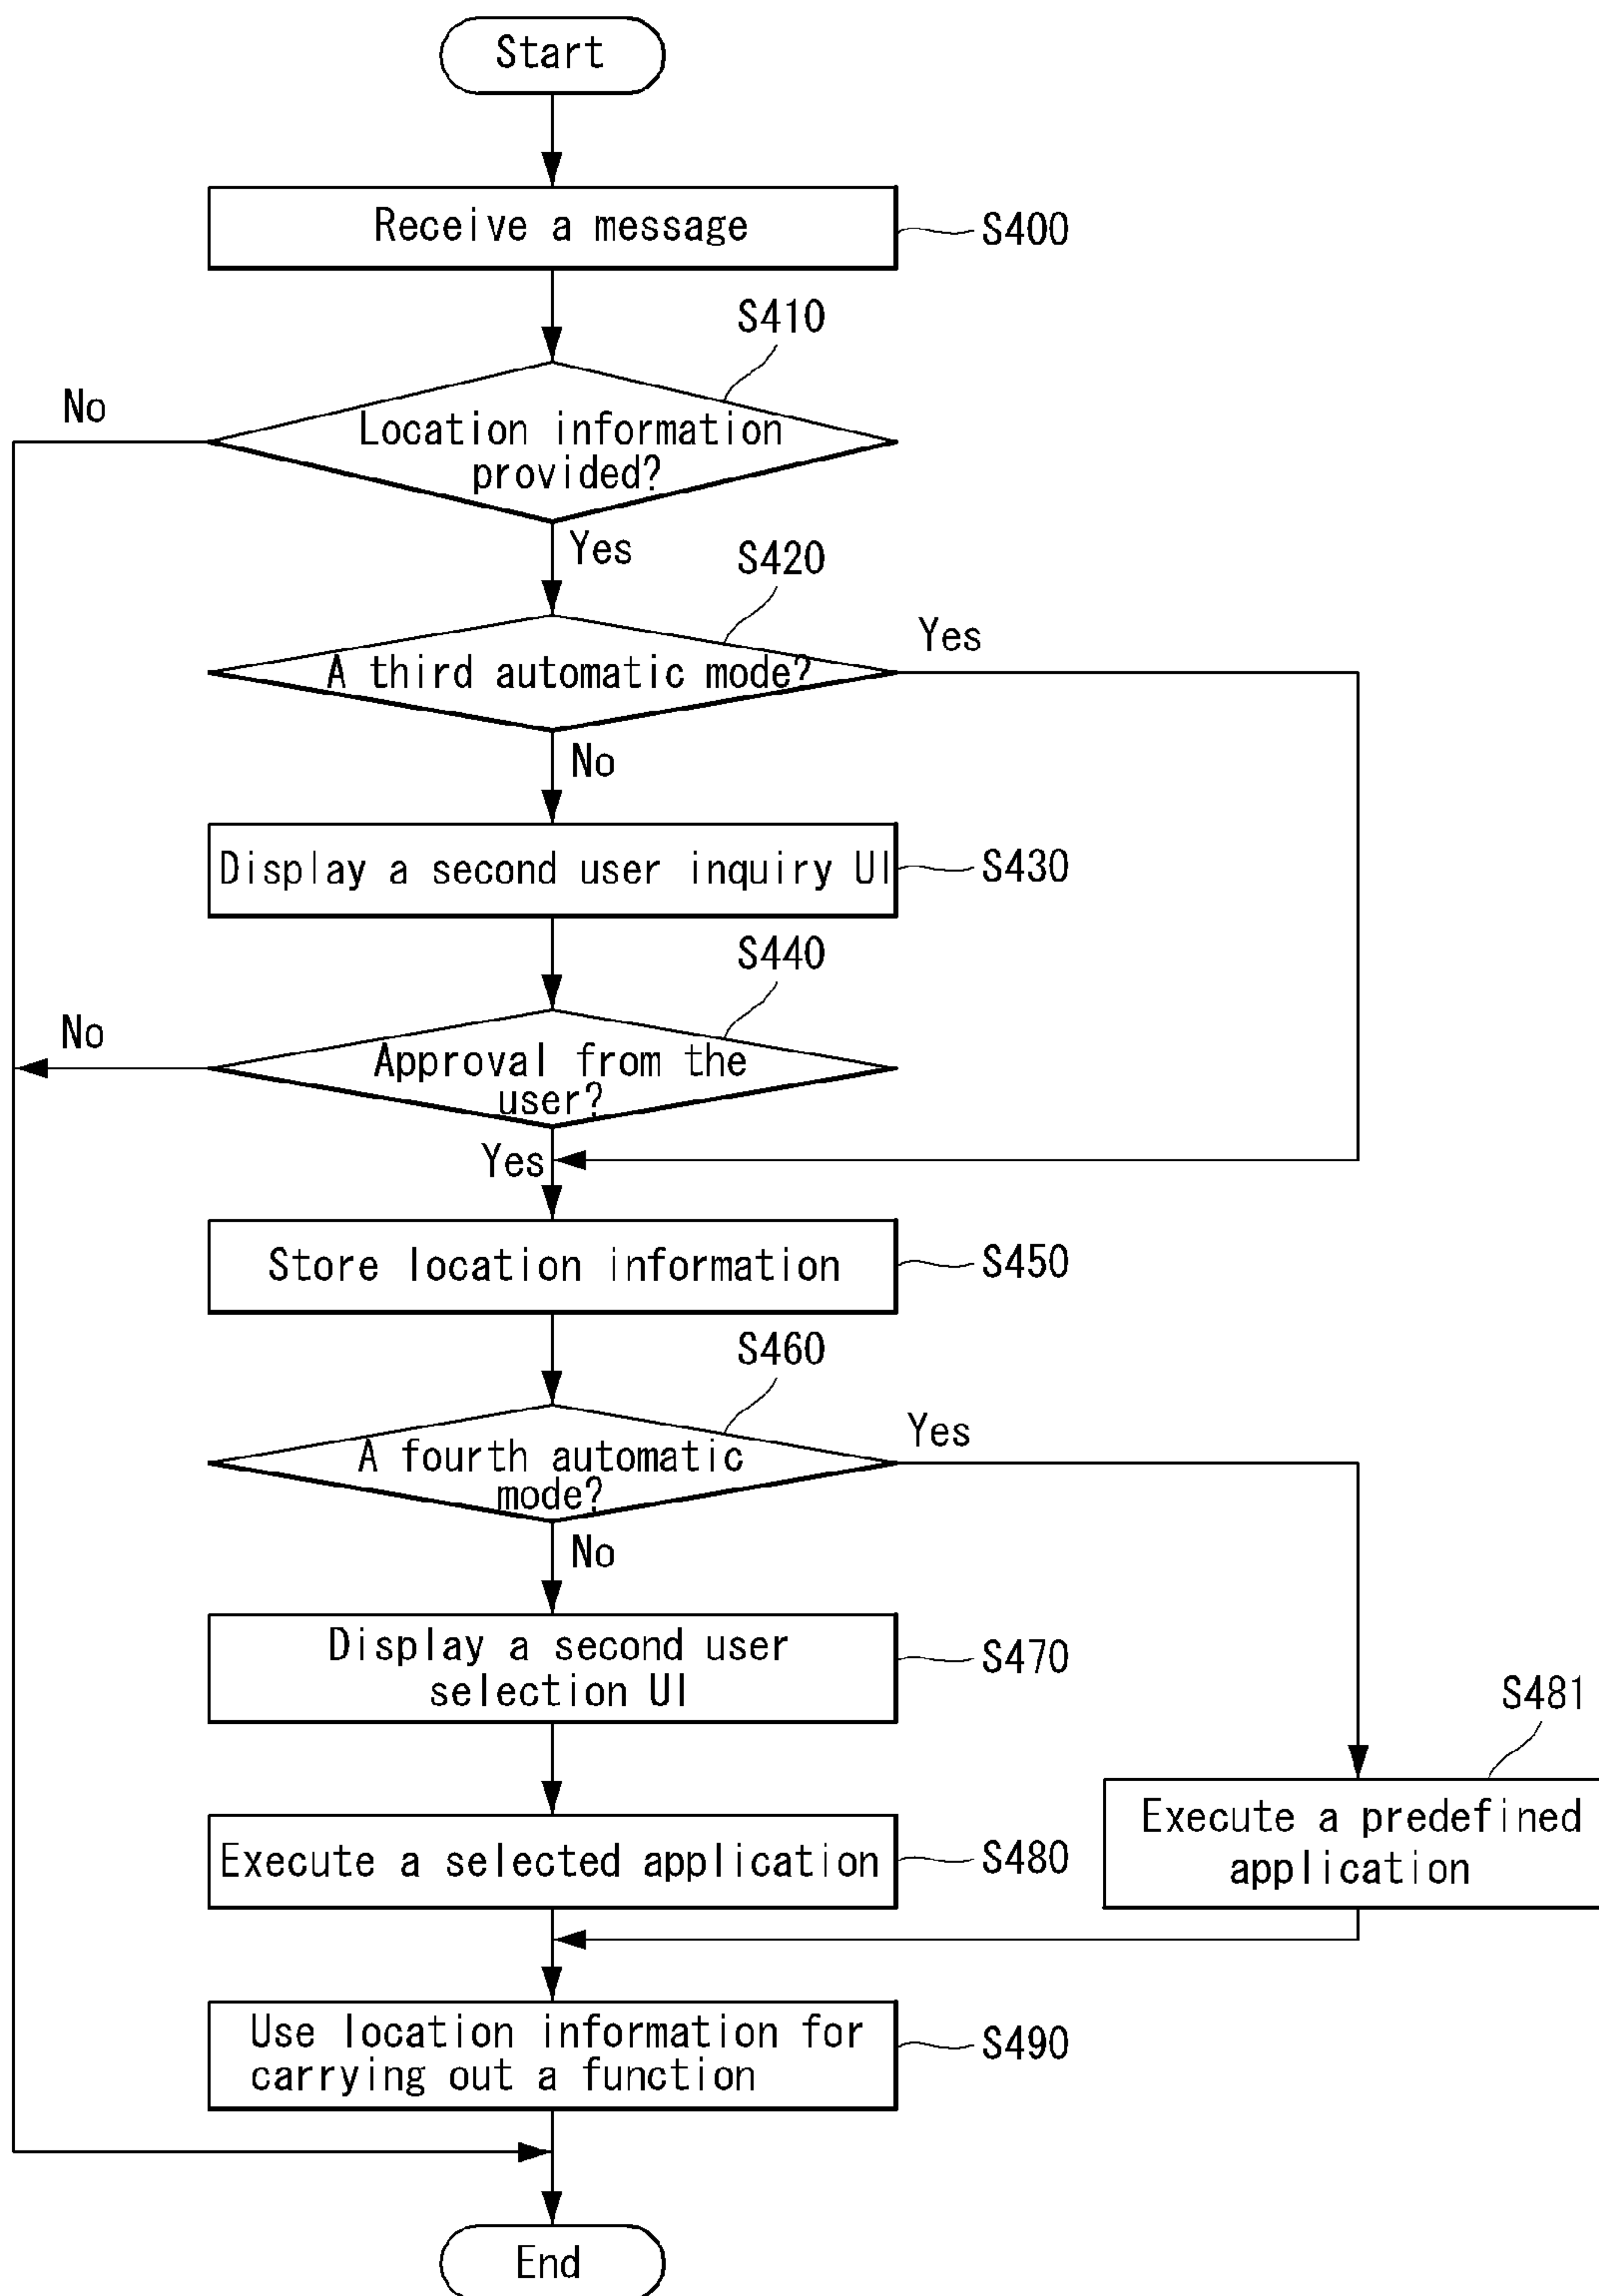 Start
Receive a message
S400
S410
No
Location information
provided?
Yes
S420
Yes
A third automatic mode?
No
Display a second user inquiry UI
S430
S440
No
Approval from the
user?
Yes
Store location information
S450
S460
Yes
A fourth automatic
mode?
No
Display a second user
selection UI
S470
S481
Execute a predefined
application
Execute a selected application
S480
Use location information for
carrying out a function
S490
End